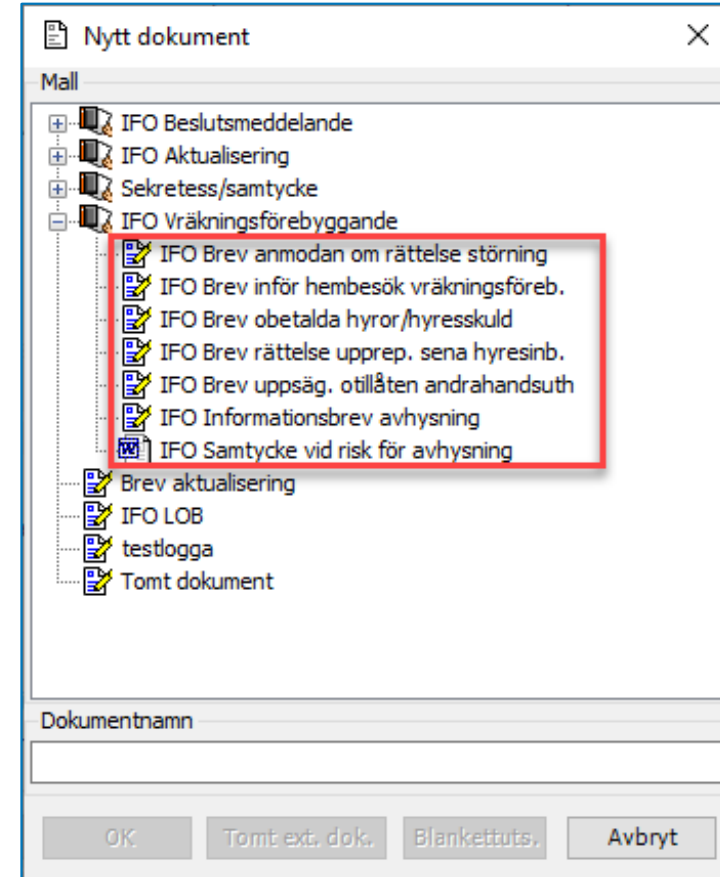 Nytt dokument
Mall
IFO Beslutsmeddelande
IFO Aktualisering
Sekretess/samtycke
IFO Vräkningsförebyggande
IFO Brev anmodan om rättelse störning
IFO Brev inför hembesök vräkningsföreb.
IFO Brev obetalda hyror/hyresskuld
IFO Brev rättelse upprep. sena hyresinb.
IFO Brev uppsäg. otillåten andrahandsuth
IFO Informationsbrev avhysning
IFO Samtycke vid risk för avhysning
Brev aktualisering
IFO LOB
testlogga
Tomt dokument
Dokumentnamn
OK Tomt ext. dok. Blankettuts. Avbryt